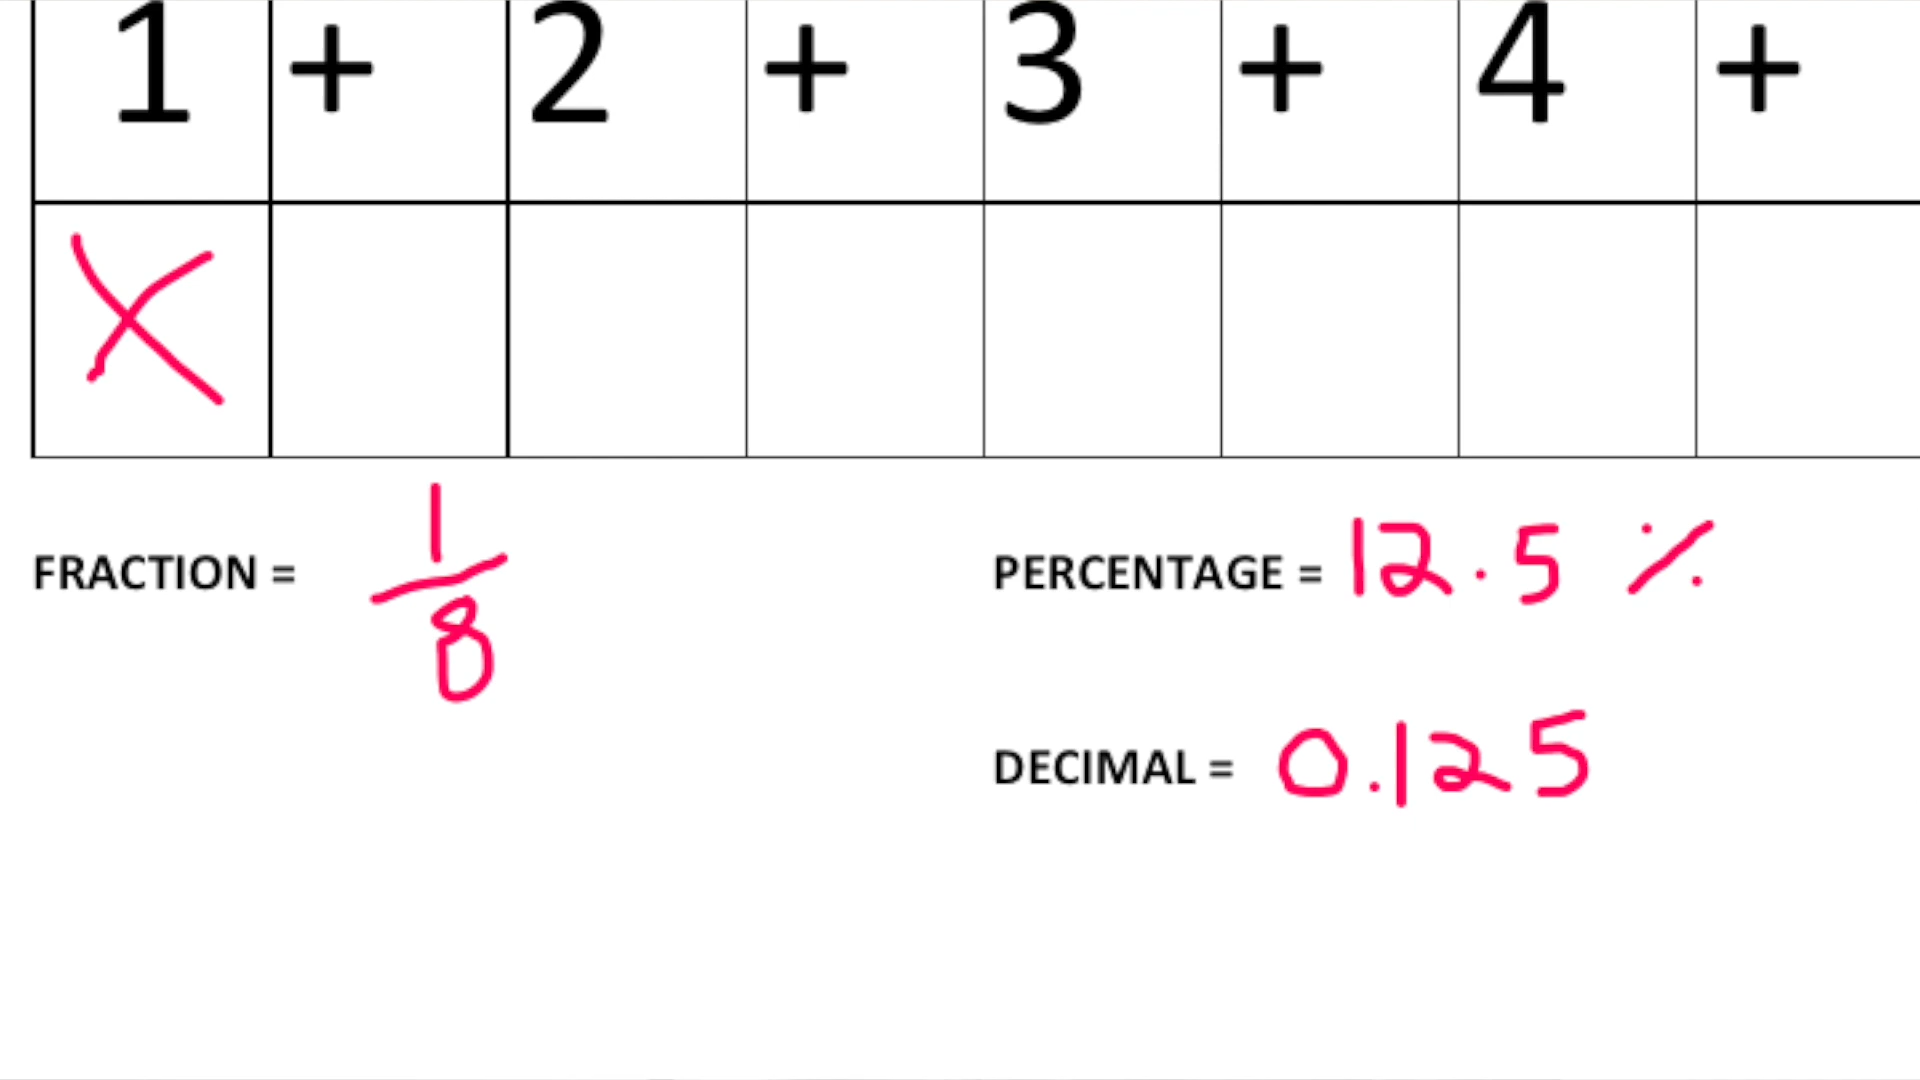 1 + 2 + 3 + 4 +
X
FRACTION = 1/8
PERCENTAGE = 12.5 %
DECIMAL = 0.125